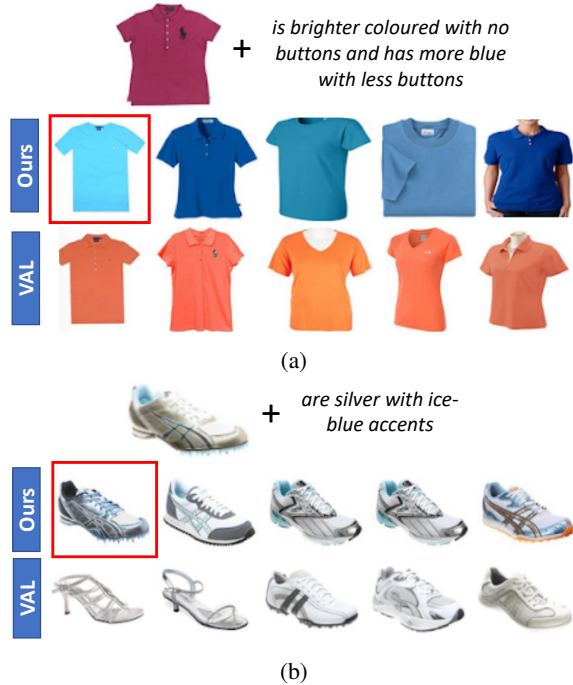 +
is brighter coloured with no
buttons and has more blue
with less buttons
Ours
VAL
(a)
+
are silver with ice-
blue accents
Ours
VAL
(b)